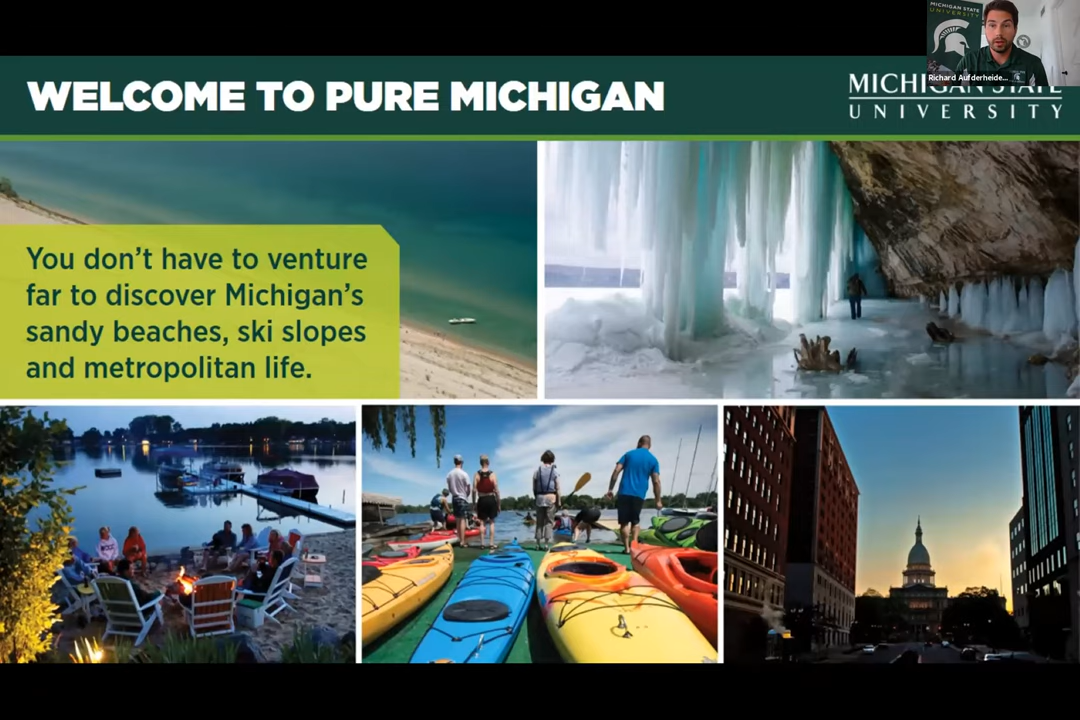 MICHIGAN STATE
UNIVERSITY
Richard Aufderheide...
WELCOME TO PURE MICHIGAN
MICHIGAN STATE
UNIVERSITY
You don't have to venture
far to discover Michigan's
sandy beaches, ski slopes
and metropolitan life.